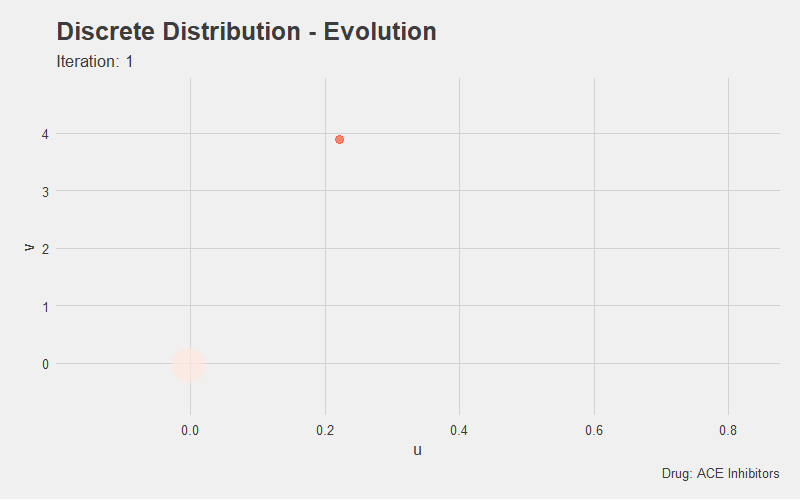 Discrete Distribution - Evolution
Iteration: 1
4
3
2
1
0
v
0.0 0.2 0.4 0.6 0.8
u
Drug: ACE Inhibitors